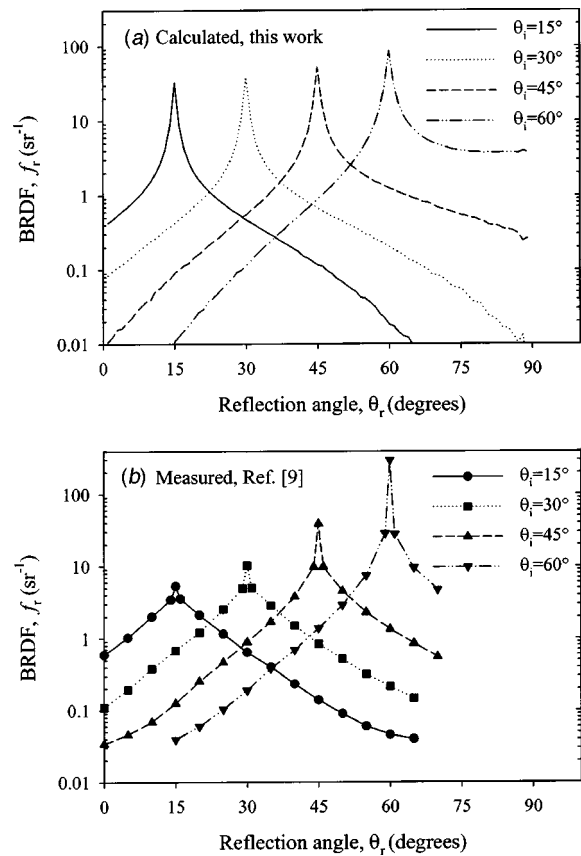 (a) Calculated, this work
θi=15°
θi=30°
θi=45°
θi=60°
BRDF, fr (sr⁻¹)
100
10
1
0.1
0.01
0
15
30
45
60
75
90
Reflection angle, θr (degrees)
(b) Measured, Ref. [9]
θi=15°
θi=30°
θi=45°
θi=60°
BRDF, fr (sr⁻¹)
100
10
1
0.1
0.01
0
15
30
45
60
75
90
Reflection angle, θr (degrees)